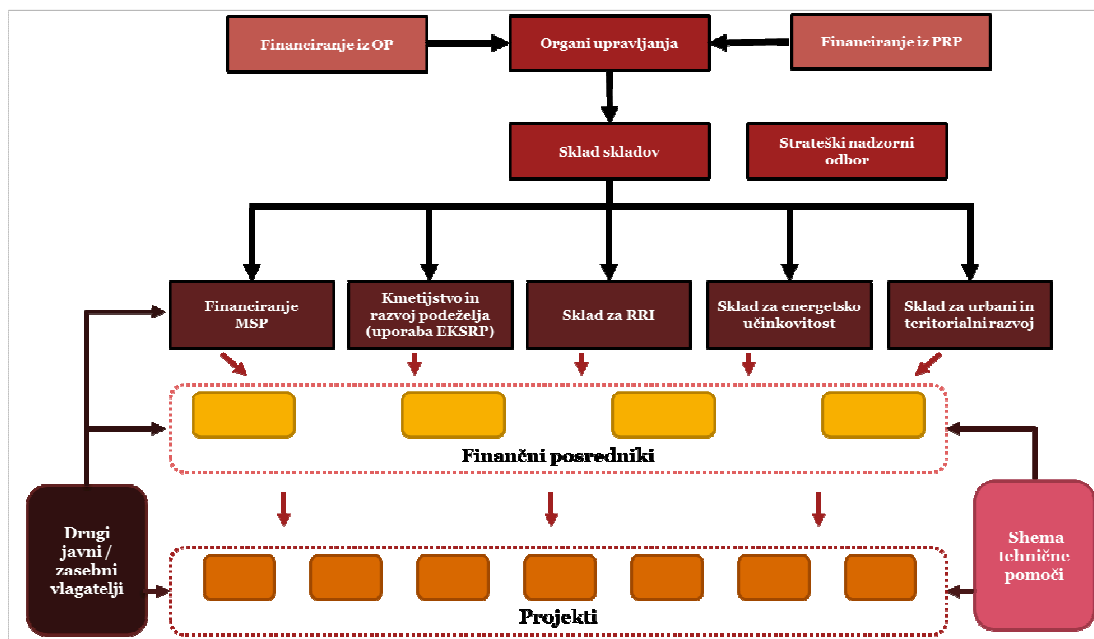 Financiranje iz OP
Organi upravljanja
Financiranje iz PRP
Sklad skladov
Strateški nadzorni
odbor
Financiranje
MSP
Kmetijstvo in
razvoj podeželja
(uporaba EKSRP)
Sklad za RRI
Sklad za energetsko
učinkovitost
Sklad za urbani in
teritorialni razvoj
Finančni posredniki
Drugi
javni /
zasebni
vlagatelji
Shema
tehnične
pomoči
Projekti